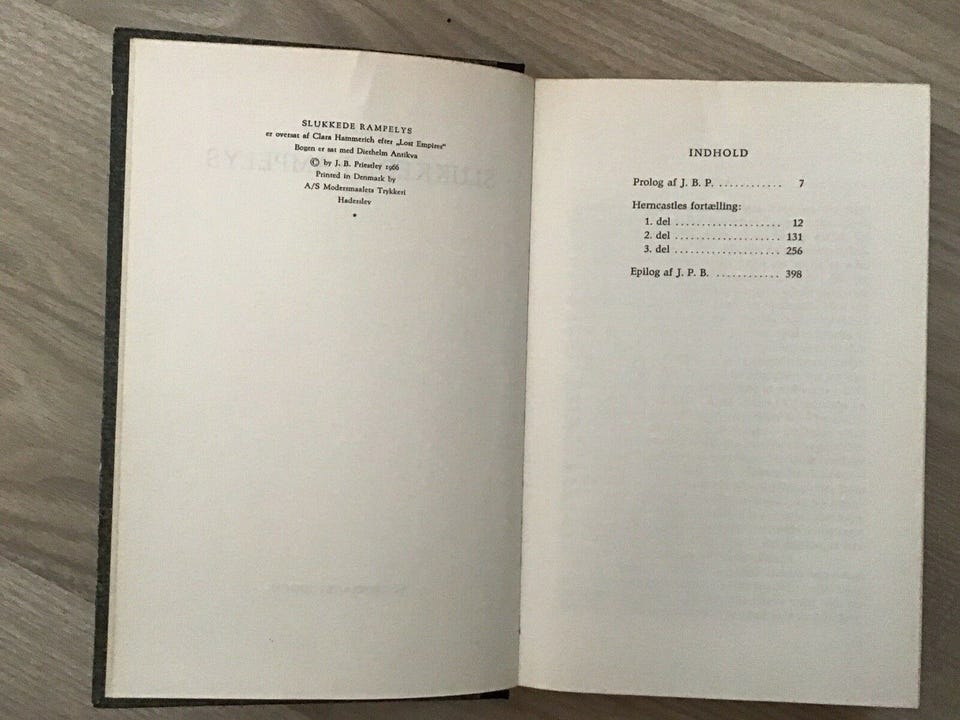 SLUKKEDE RAMPELYS
er oversat af Clara Hammerich efter „Lost Empires“
Bogen er sat med Diethelm Antikva
© by J. B. Priestley 1966
Printed in Denmark by
A/S Modersmaalets Trykkeri
Haderslev
*
INDHOLD
Prolog af J. B. P. ............ 7
Herncastles fortælling:
1. del .................... 12
2. del .................... 131
3. del .................... 256
Epilog af J. P. B. ............ 398